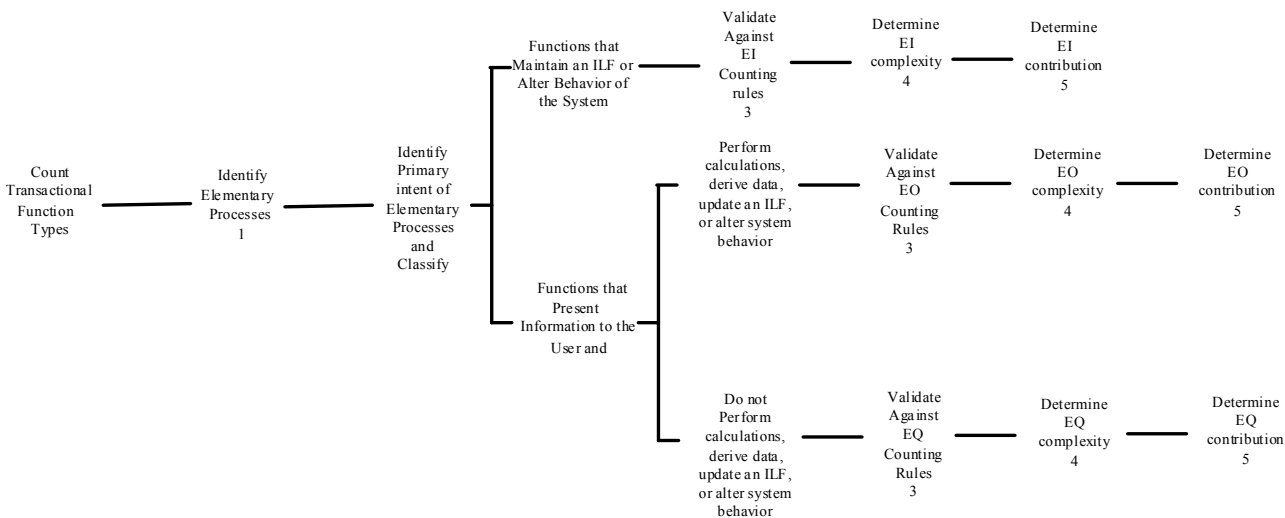 Count
Transactional
Function
Types
Identify
Elementary
Processes
1
Identify
Primary
intent of
Elementary
Processes
and
Classify
Functions that
Maintain an ILF or
Alter Behavior of
the System
Validate
Against
EI
Counting
rules
3
Determine
EI
complexity
4
Determine
EI
contribution
5
Functions that
Present
Information to the
User and
Perform
calculations,
derive data,
update an ILF,
or alter system
behavior
Validate
Against
EO
Counting
Rules
3
Determine
EO
complexity
4
Determine
EO
contribution
5
Do not
Perform
calculations,
derive data,
update an ILF,
or alter system
behavior
Validate
Against
EQ
Counting
Rules
3
Determine
EQ
complexity
4
Determine
EQ
contribution
5